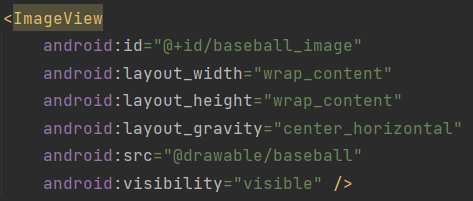 <ImageView
android:id="@+id/baseball_image"
android:layout_width="wrap_content"
android:layout_height="wrap_content"
android:layout_gravity="center_horizontal"
android:src="@drawable/baseball"
android:visibility="visible" />